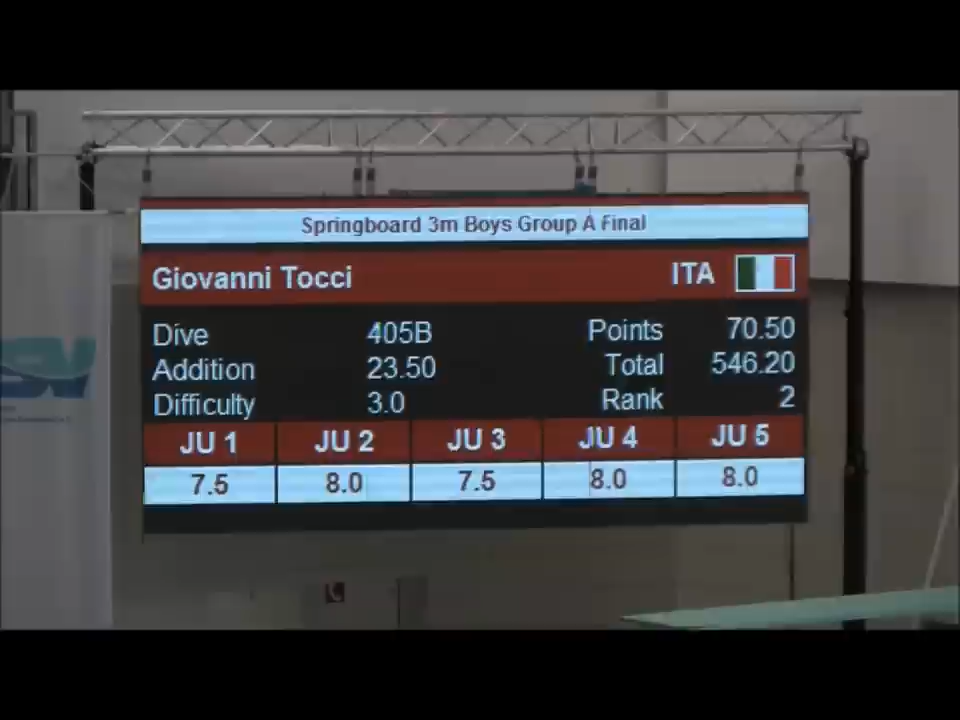 Springboard 3m Boys Group A Final
Giovanni Tocci ITA
Dive 405B Points 70.50
Addition 23.50 Total 546.20
Difficulty 3.0 Rank 2
JU 1 JU 2 JU 3 JU 4 JU 5
7.5 8.0 7.5 8.0 8.0